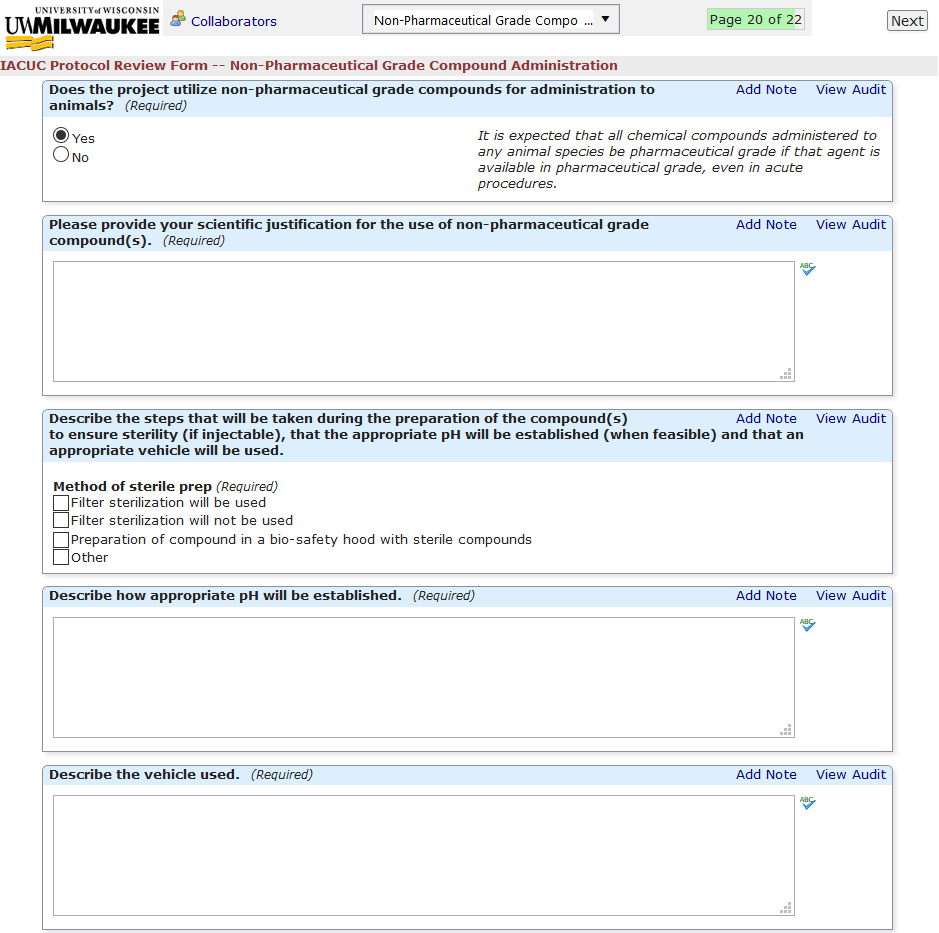 UNIVERSITY of WISCONSIN
UWMILWAUKEE
Collaborators
Non-Pharmaceutical Grade Compo ...
Page 20 of 22
Next
IACUC Protocol Review Form -- Non-Pharmaceutical Grade Compound Administration
Does the project utilize non-pharmaceutical grade compounds for administration to
animals? (Required)
Add Note View Audit
Yes
No
It is expected that all chemical compounds administered to
any animal species be pharmaceutical grade if that agent is
available in pharmaceutical grade, even in acute
procedures.
Please provide your scientific justification for the use of non-pharmaceutical grade
compound(s). (Required)
Add Note View Audit
ABC
Describe the steps that will be taken during the preparation of the compound(s)
to ensure sterility (if injectable), that the appropriate pH will be established (when feasible) and that an
appropriate vehicle will be used.
Add Note View Audit
Method of sterile prep (Required)
Filter sterilization will be used
Filter sterilization will not be used
Preparation of compound in a bio-safety hood with sterile compounds
Other
Describe how appropriate pH will be established. (Required)
Add Note View Audit
ABC
Describe the vehicle used. (Required)
Add Note View Audit
ABC